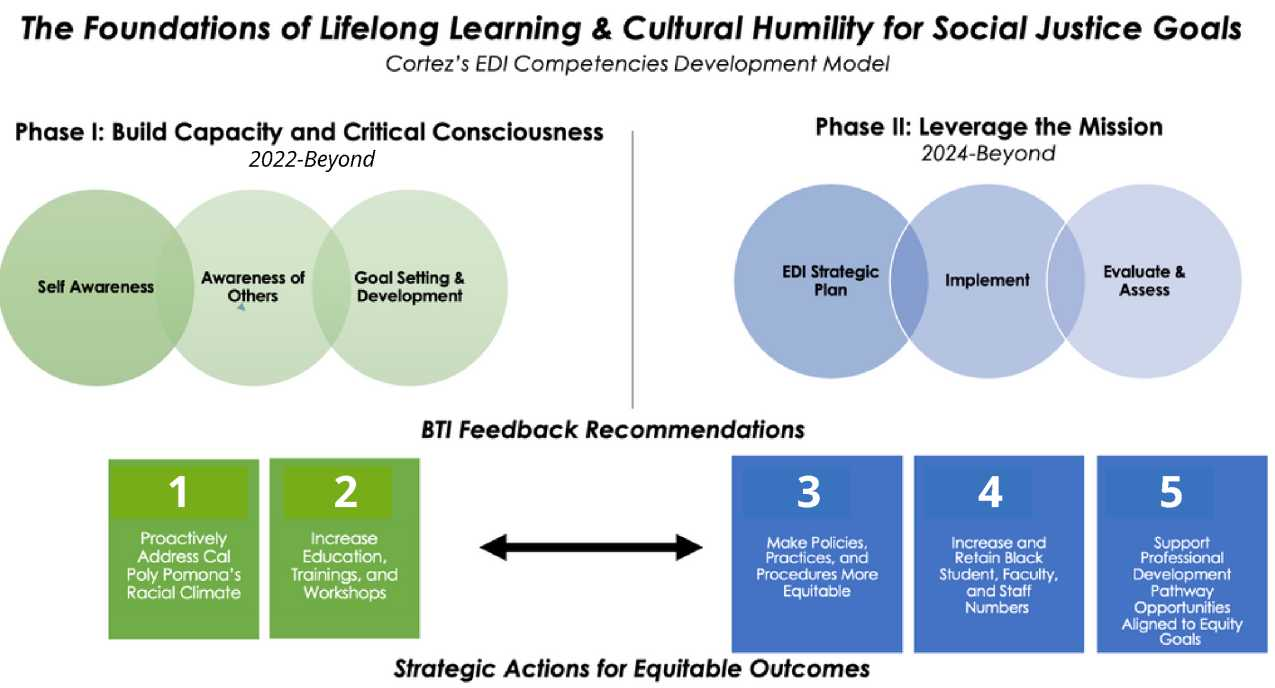 The Foundations of Lifelong Learning & Cultural Humility for Social Justice Goals
Cortez's EDI Competencies Development Model
Phase I: Build Capacity and Critical Consciousness
2022-Beyond
Self Awareness
Awareness of
Others
Goal Setting &
Development
Phase II: Leverage the Mission
2024-Beyond
EDI Strategic
Plan
Implement
Evaluate &
Assess
BTI Feedback Recommendations
1
Proactively
Address Cal
Poly Pomona's
Racial Climate
2
Increase
Education,
Trainings, and
Workshops
3
Make Policies,
Practices, and
Procedures More
Equitable
4
Increase and
Retain Black
Student, Faculty,
and Staff
Numbers
5
Support
Professional
Development
Pathway
Opportunities
Aligned to Equity
Goals
Strategic Actions for Equitable Outcomes